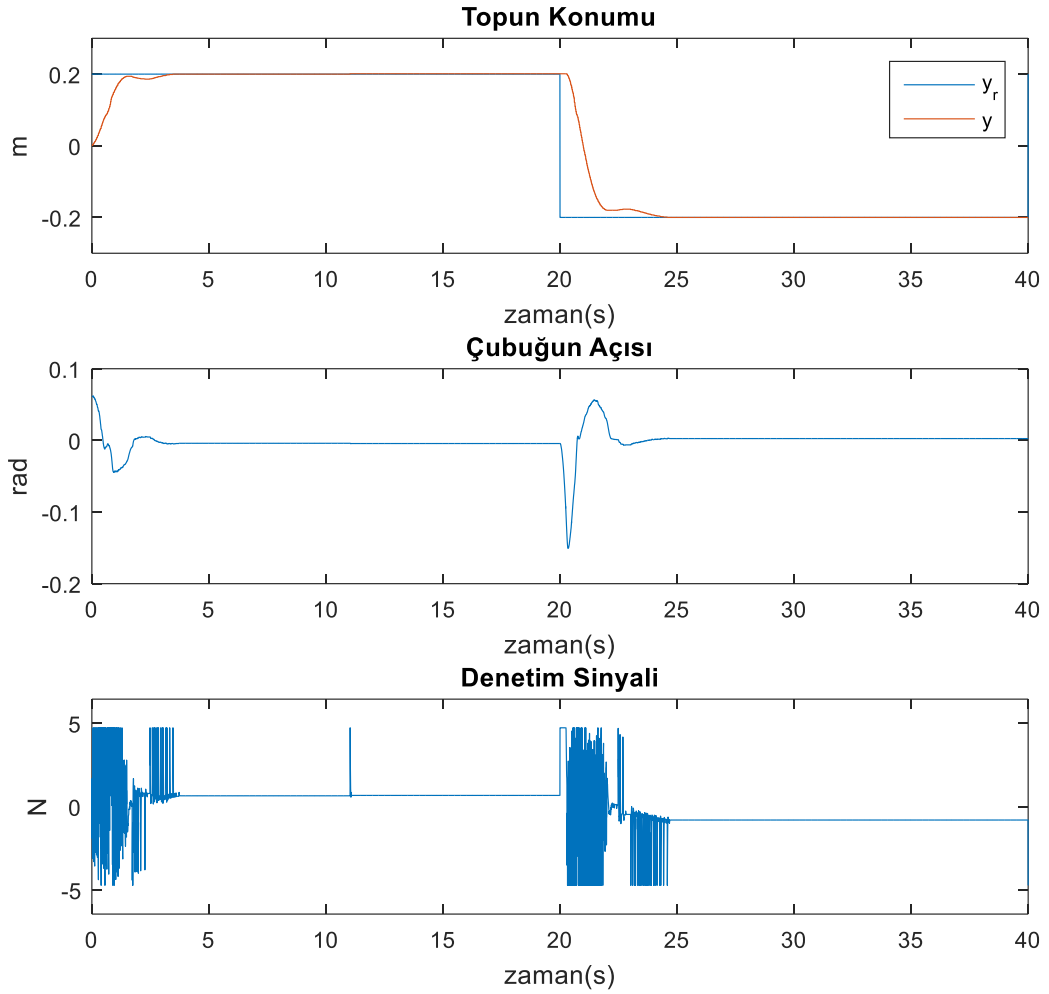 Topun Konumu
0.2
0
-0.2
m
y_r
y
0 5 10 15 20 25 30 35 40
zaman(s)
Çubuğun Açısı
0.1
0
-0.1
-0.2
rad
0 5 10 15 20 25 30 35 40
zaman(s)
Denetim Sinyali
5
0
-5
N
0 5 10 15 20 25 30 35 40
zaman(s)